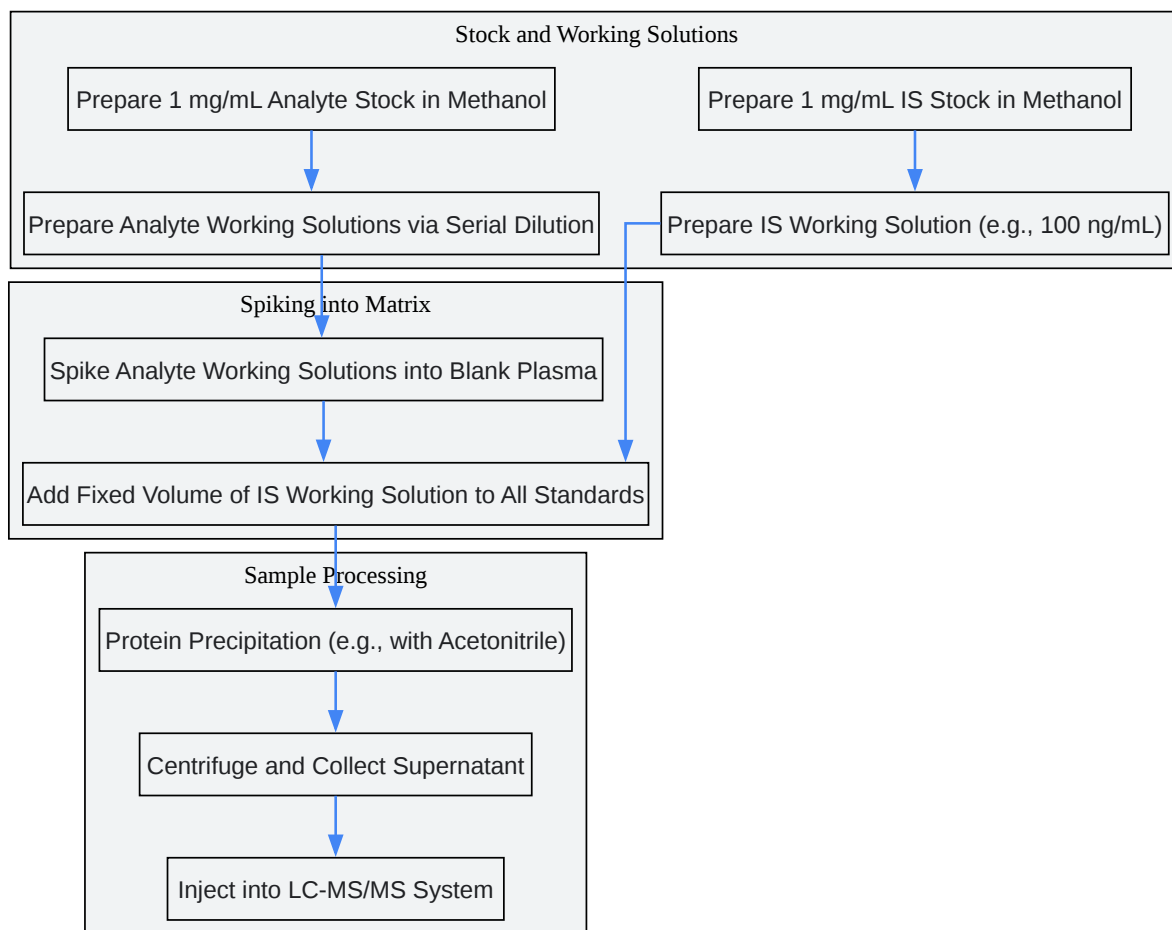 Stock and Working Solutions
Prepare 1 mg/mL Analyte Stock in Methanol
Prepare 1 mg/mL IS Stock in Methanol
Prepare Analyte Working Solutions via Serial Dilution
Prepare IS Working Solution (e.g., 100 ng/mL)
Spiking into Matrix
Spike Analyte Working Solutions into Blank Plasma
Add Fixed Volume of IS Working Solution to All Standards
Sample Processing
Protein Precipitation (e.g., with Acetonitrile)
Centrifuge and Collect Supernatant
Inject into LC-MS/MS System